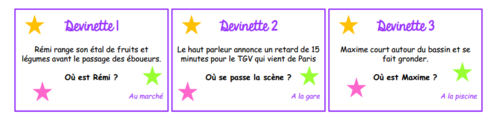 Devinette 1
Rémi range son étal de fruits et
légumes avant le passage des éboueurs.
Où est Rémi ?
Au marché
Devinette 2
Le haut parleur annonce un retard de 15
minutes pour le TGV qui vient de Paris
Où se passe la scène ?
A la gare
Devinette 3
Maxime court autour du bassin et se
fait gronder.
Où est Maxime ?
A la piscine